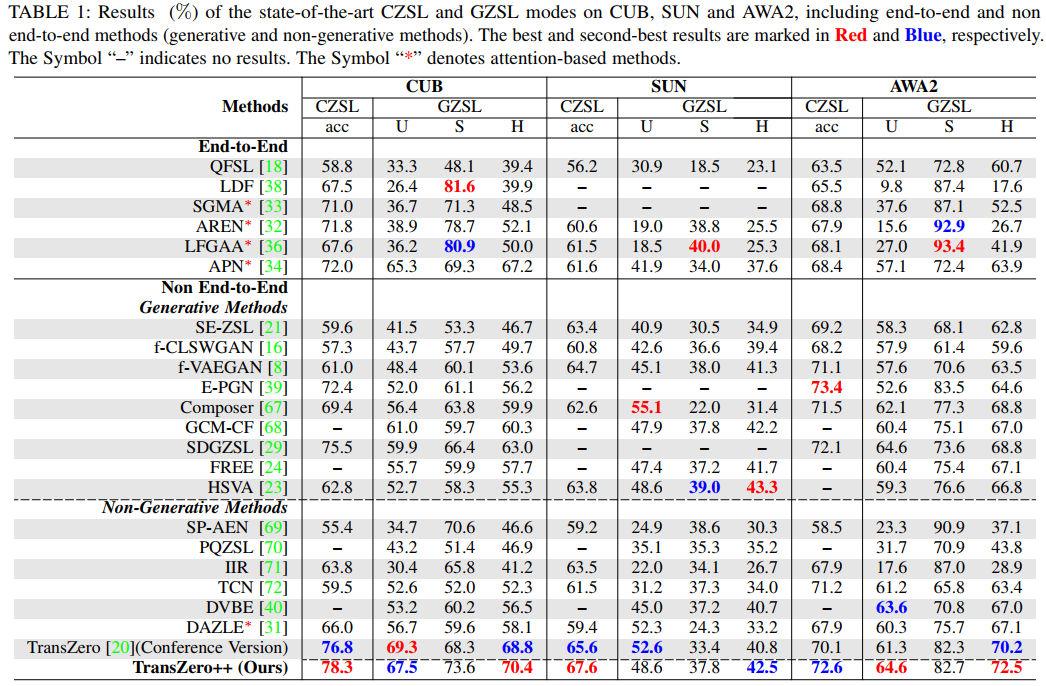 TABLE 1: Results (%) of the state-of-the-art CZSL and GZSL modes on CUB, SUN and AWA2, including end-to-end and non
end-to-end methods (generative and non-generative methods). The best and second-best results are marked in Red and Blue, respectively.
The Symbol “–” indicates no results. The Symbol “*” denotes attention-based methods.
Methods CUB SUN AWA2
CZSL GZSL CZSL GZSL CZSL GZSL
acc U S H acc U S H acc U S H
End-to-End
QFSL [18] 58.8 33.3 48.1 39.4 56.2 30.9 18.5 23.1 63.5 52.1 72.8 60.7
LDF [38] 67.5 26.4 81.6 39.9 – – – – 65.5 9.8 87.4 17.6
SGMA* [33] 71.0 36.7 71.3 48.5 – – – – 68.8 37.6 87.1 52.5
AREN* [32] 71.8 38.9 78.7 52.1 60.6 19.0 38.8 25.5 67.9 15.6 92.9 26.7
LFGAA* [36] 67.6 36.2 80.9 50.0 61.5 18.5 40.0 25.3 68.1 27.0 93.4 41.9
APN* [34] 72.0 65.3 69.3 67.2 61.6 41.9 34.0 37.6 68.4 57.1 72.4 63.9
Non End-to-End
Generative Methods
SE-ZSL [21] 59.6 41.5 53.3 46.7 63.4 40.9 30.5 34.9 69.2 58.3 68.1 62.8
f-CLSWGAN [16] 57.3 43.7 57.7 49.7 60.8 42.6 36.6 39.4 68.2 57.9 61.4 59.6
f-VAEGAN [8] 61.0 48.4 60.1 53.6 64.7 45.1 38.0 41.3 71.1 57.6 70.6 63.5
E-PGN [39] 72.4 52.0 61.1 56.2 – – – – 73.4 52.6 83.5 64.6
Composer [67] 69.4 56.4 63.8 59.9 62.6 55.1 22.0 31.4 71.5 62.1 77.3 68.8
GCM-CF [68] – 61.0 59.7 60.3 – 47.9 37.8 42.2 – 60.4 75.1 67.0
SDGZSL [29] 75.5 59.9 66.4 63.0 – – – – 72.1 64.6 73.6 68.8
FREE [24] – 55.7 59.9 57.7 – 47.4 37.2 41.7 – 60.4 75.4 67.1
HSVA [23] 62.8 52.7 58.3 55.3 63.8 48.6 39.0 43.3 – 59.3 76.6 66.8
Non-Generative Methods
SP-AEN [69] 55.4 34.7 70.6 46.6 59.2 24.9 38.6 30.3 58.5 23.3 90.9 37.1
PQZSL [70] – 43.2 51.4 46.9 – 35.1 35.3 35.2 – 31.7 70.9 43.8
IIR [71] 63.8 30.4 65.8 41.2 63.5 22.0 34.1 26.7 67.9 17.6 87.0 28.9
TCN [72] 59.5 52.6 52.0 52.3 61.5 31.2 37.3 34.0 71.2 61.2 65.8 63.4
DVBE [40] – 53.2 60.2 56.5 – 45.0 37.2 40.7 – 63.6 70.8 67.0
DAZLE* [31] 66.0 56.7 59.6 58.1 59.4 52.3 24.3 33.2 67.9 60.3 75.7 67.1
TransZero [20](Conference Version) 76.8 69.3 68.3 68.8 65.6 52.6 33.4 40.8 70.1 61.3 82.3 70.2
TransZero++ (Ours) 78.3 67.5 73.6 70.4 67.6 48.6 37.8 42.5 72.6 64.6 82.7 72.5